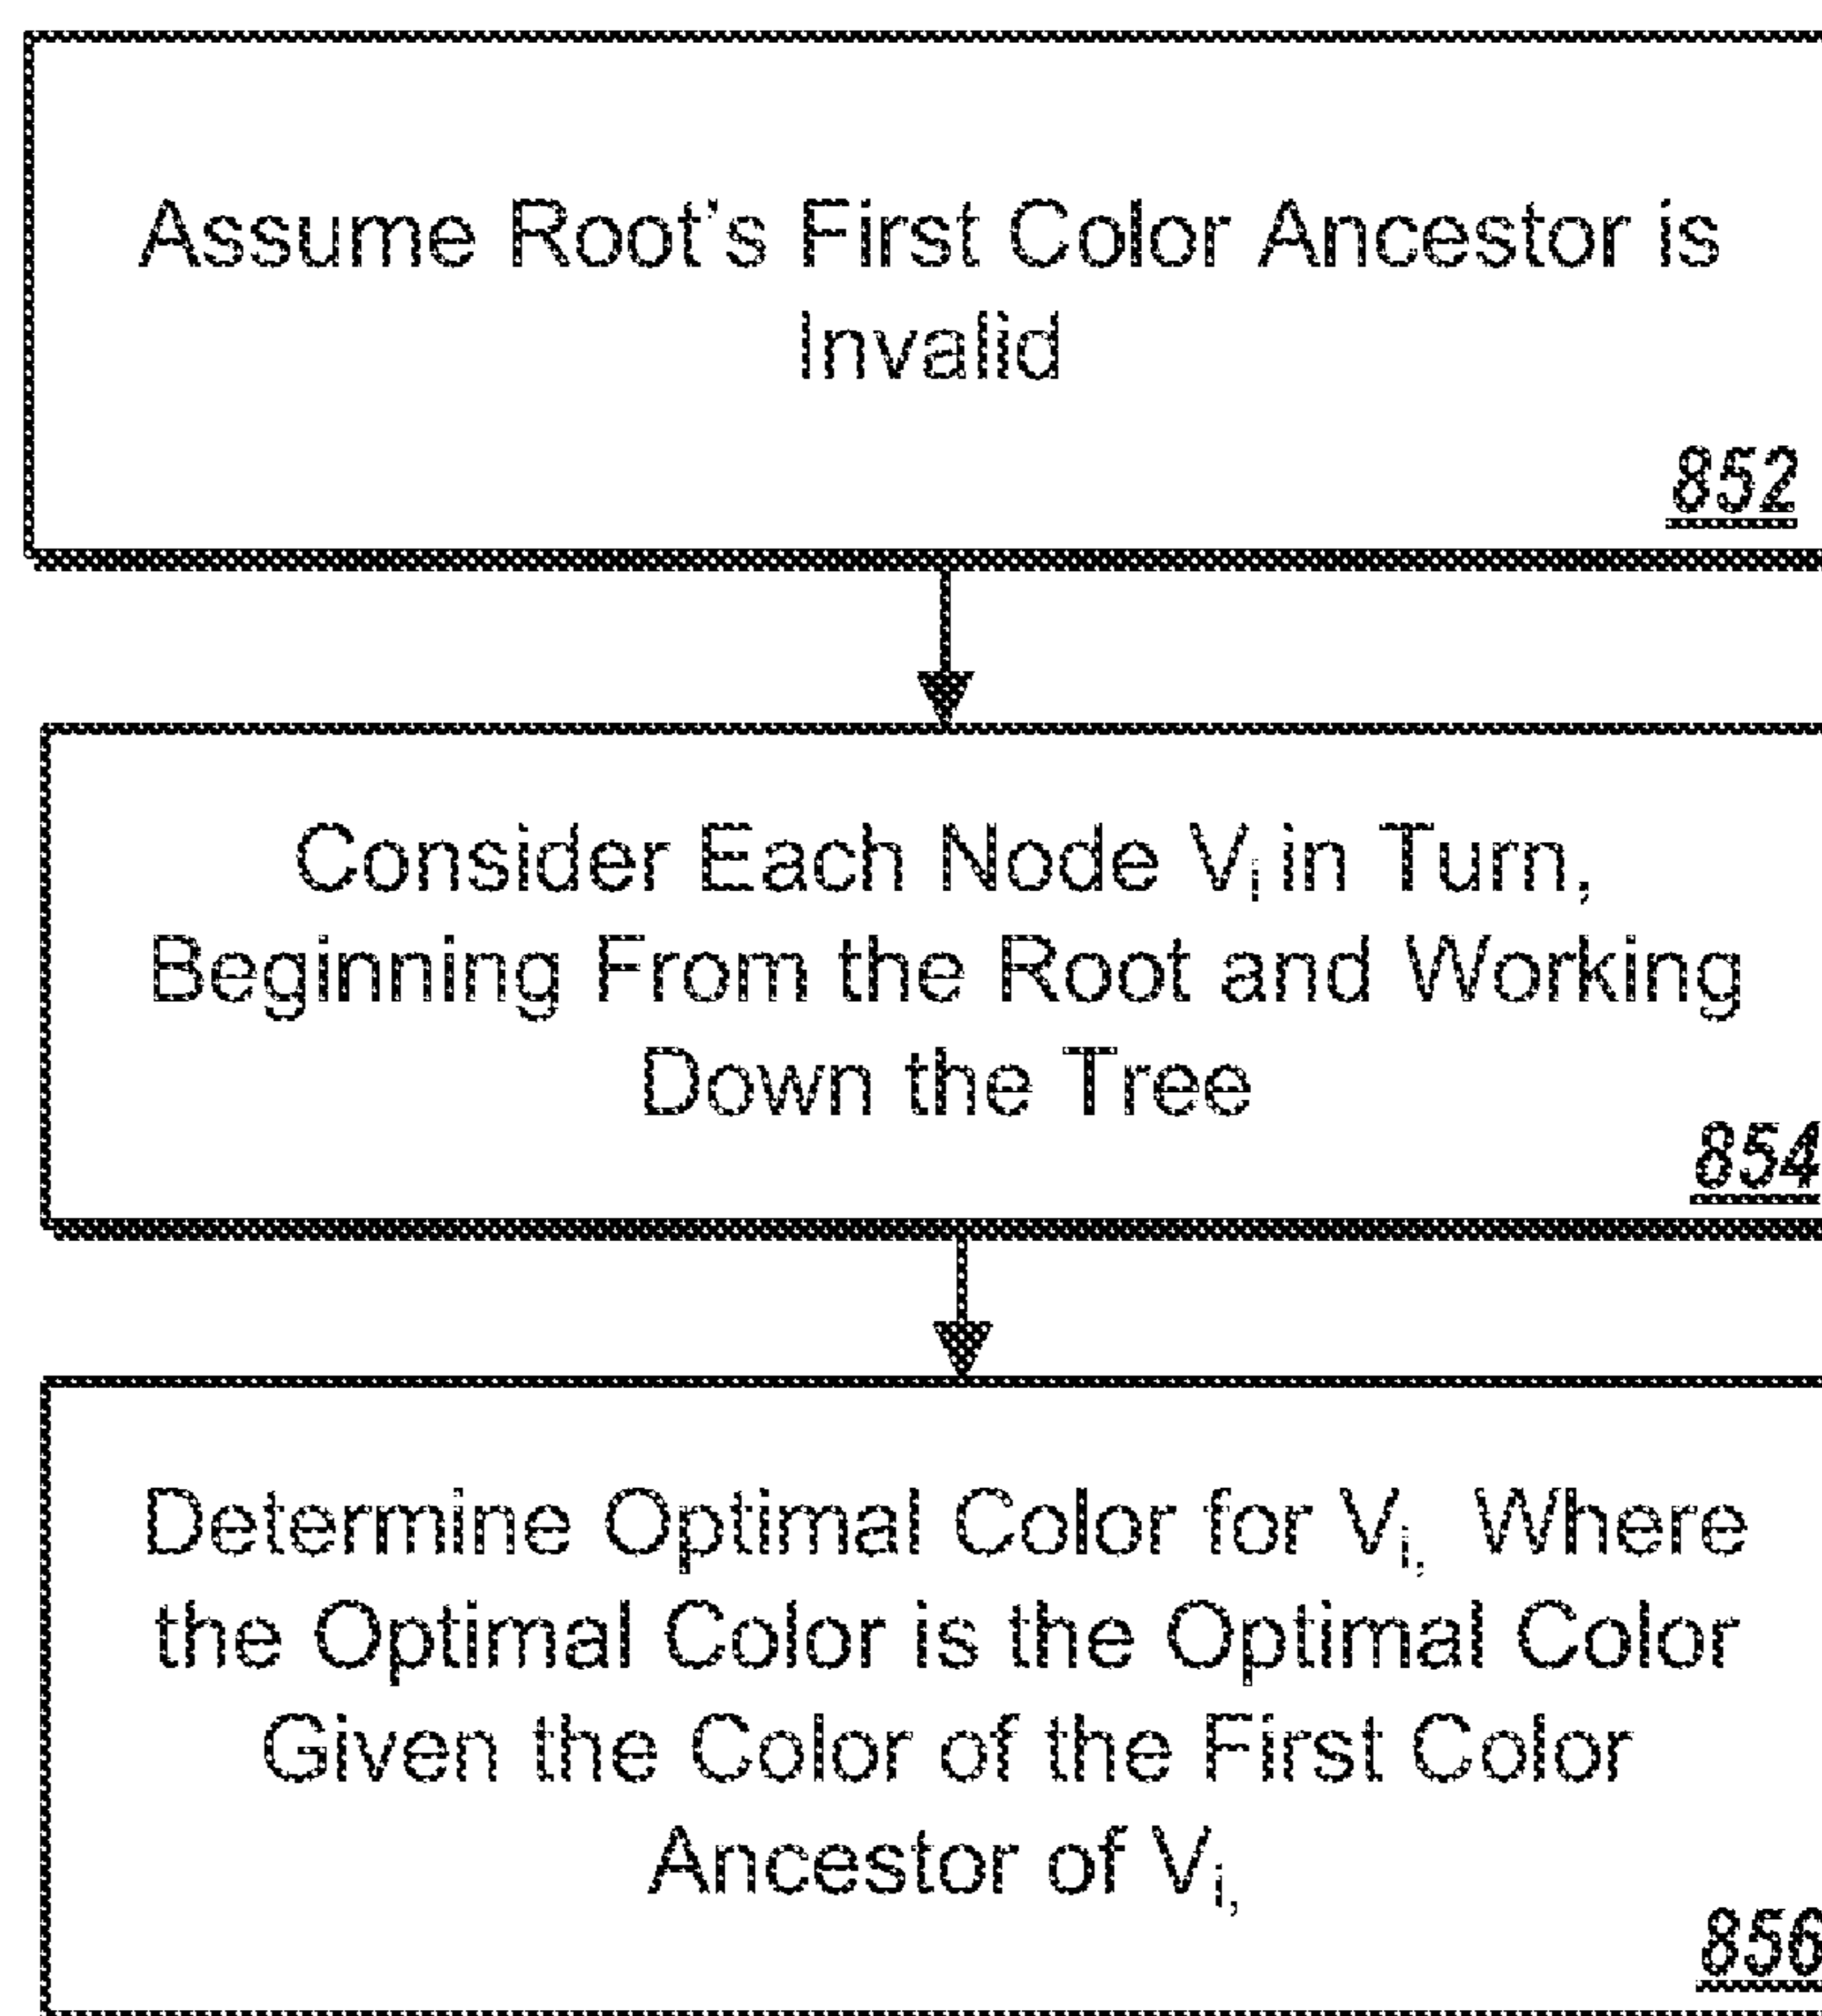 Assume Root's First Color Ancestor is
Invalid
852
Consider Each Node Vi in Turn,
Beginning From the Root and Working
Down the Tree
854
Determine Optimal Color for Vi, Where
the Optimal Color is the Optimal Color
Given the Color of the First Color
Ancestor of Vi,
856